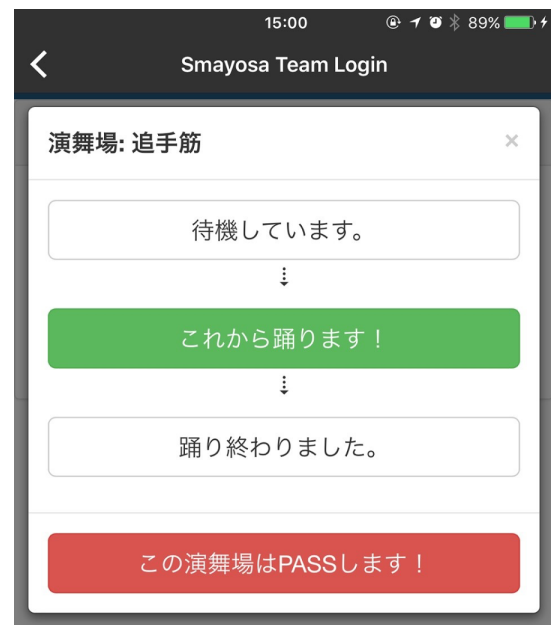 15:00 89%
Smayosa Team Login
演舞場: 追手筋 ×
待機しています。
これから踊ります！
踊り終わりました。
この演舞場はPASSします！